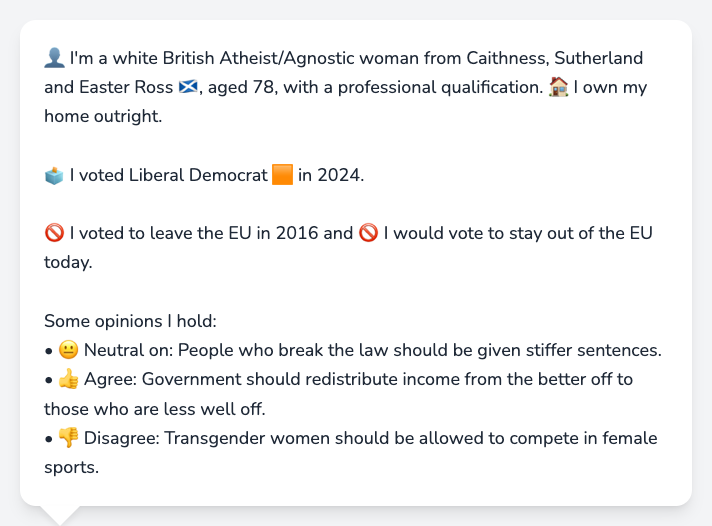 👤 I'm a white British Atheist/Agnostic woman from Caithness, Sutherland
and Easter Ross 🏴󠁧󠁢󠁳󠁣󠁴󠁿, aged 78, with a professional qualification. 🏠 I own my
home outright.
🗳️ I voted Liberal Democrat 🟧 in 2024.
🚫 I voted to leave the EU in 2016 and 🚫 I would vote to stay out of the EU
today.
Some opinions I hold:
• 😐 Neutral on: People who break the law should be given stiffer sentences.
• 👍 Agree: Government should redistribute income from the better off to
those who are less well off.
• 👎 Disagree: Transgender women should be allowed to compete in female
sports.